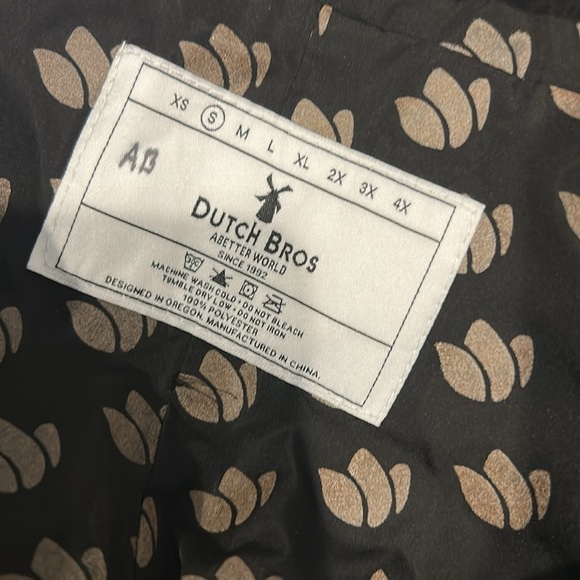 XS S M L XL 2X 3X 4X
AB
DUTCH BROS
A BETTER WORLD
SINCE 1992
MACHINE WASH COLD • DO NOT BLEACH
TUMBLE DRY LOW • DO NOT IRON
100% POLYESTER
DESIGNED IN OREGON, MANUFACTURED IN CHINA.